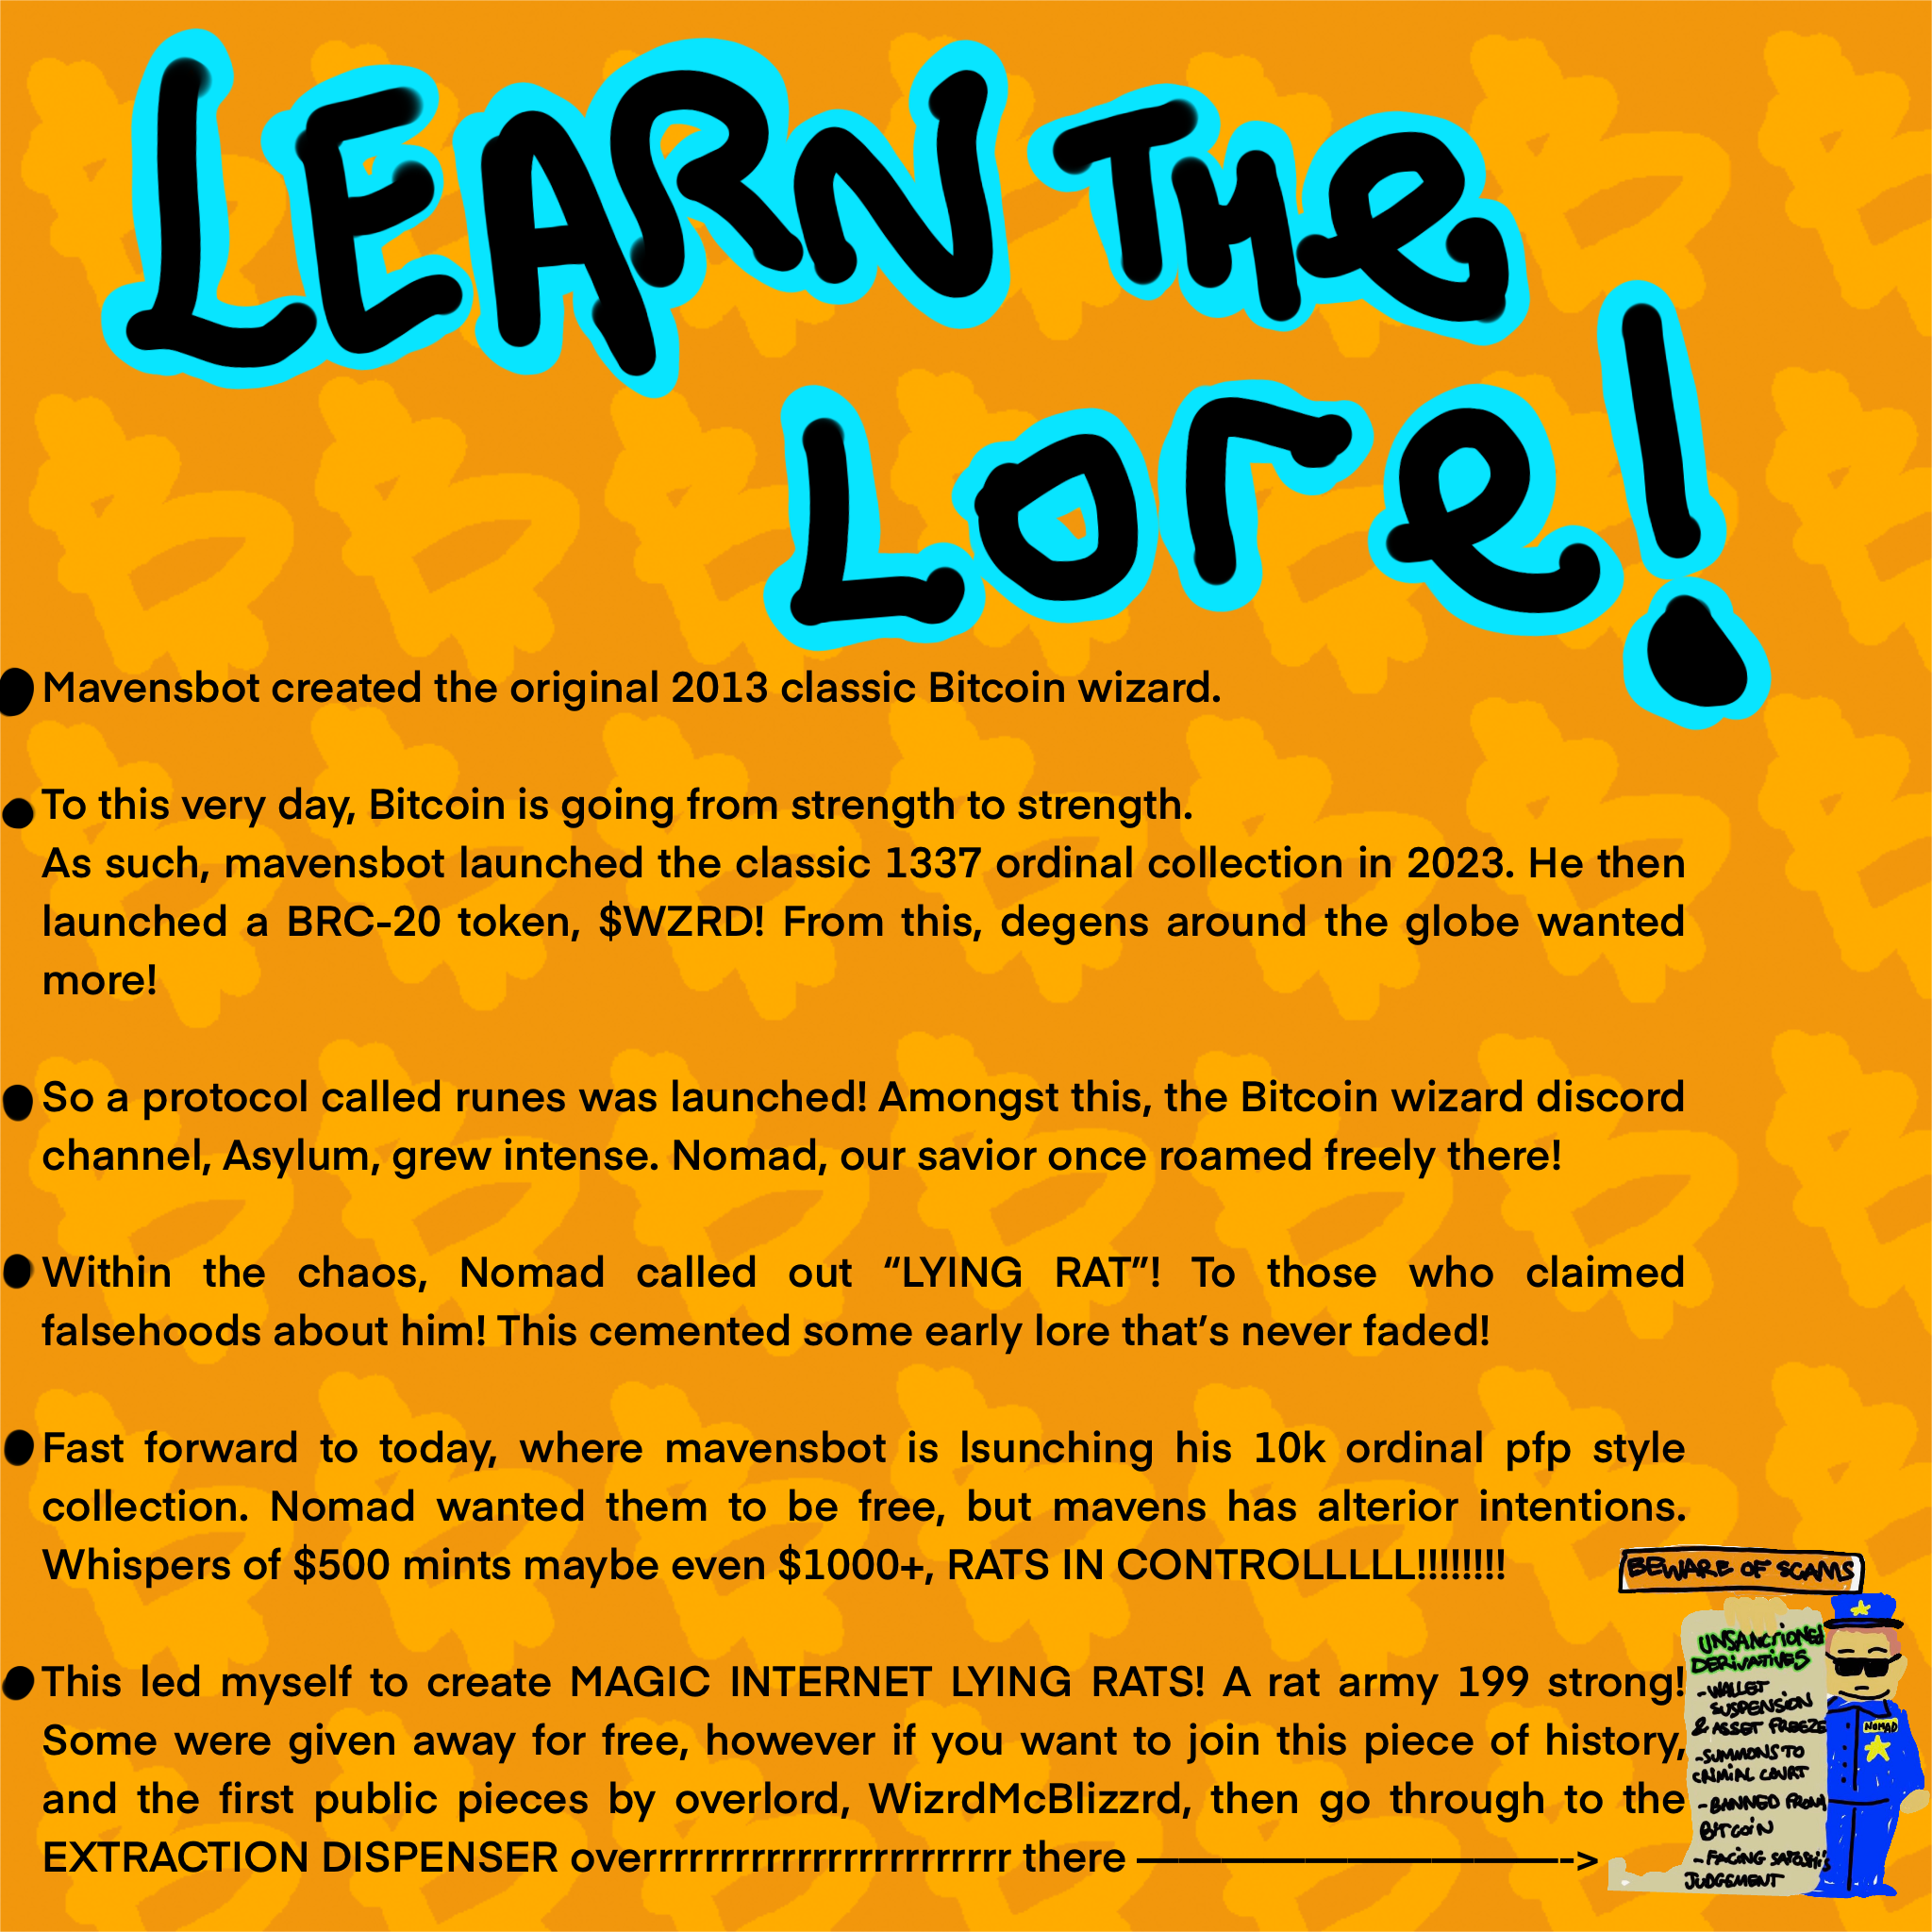 LEARN THE
Lore!
Mavensbot created the original 2013 classic Bitcoin wizard.
To this very day, Bitcoin is going from strength to strength.
As such, mavensbot launched the classic 1337 ordinal collection in 2023. He then
launched a BRC-20 token, $WZRD! From this, degens around the globe wanted
more!
So a protocol called runes was launched! Amongst this, the Bitcoin wizard discord
channel, Asylum, grew intense. Nomad, our savior once roamed freely there!
Within the chaos, Nomad called out “LYING RAT”! To those who claimed
falsehoods about him! This cemented some early lore that’s never faded!
Fast forward to today, where mavensbot is lsunching his 10k ordinal pfp style
collection. Nomad wanted them to be free, but mavens has alterior intentions.
Whispers of $500 mints maybe even $1000+, RATS IN CONTROLLLLL!!!!!!!!!
This led myself to create MAGIC INTERNET LYING RATS! A rat army 199 strong!
Some were given away for free, however if you want to join this piece of history,
and the first public pieces by overlord, WizrdMcBlizzrd, then go through to the
EXTRACTION DISPENSER overrrrrrrrrrrrrrrrrrrrrrrr there ——————————->
BEWARE OF SCAMS
UNSANCTIONED
DERIVATIVES
-WALLET
SUSPENSION
& ASSET FREEZE
-SUMMONS TO
CRIMINAL COURT
-BANNED FROM
BITCOIN
-FACING SATOSHI'S
JUDGEMENT
NOMAD